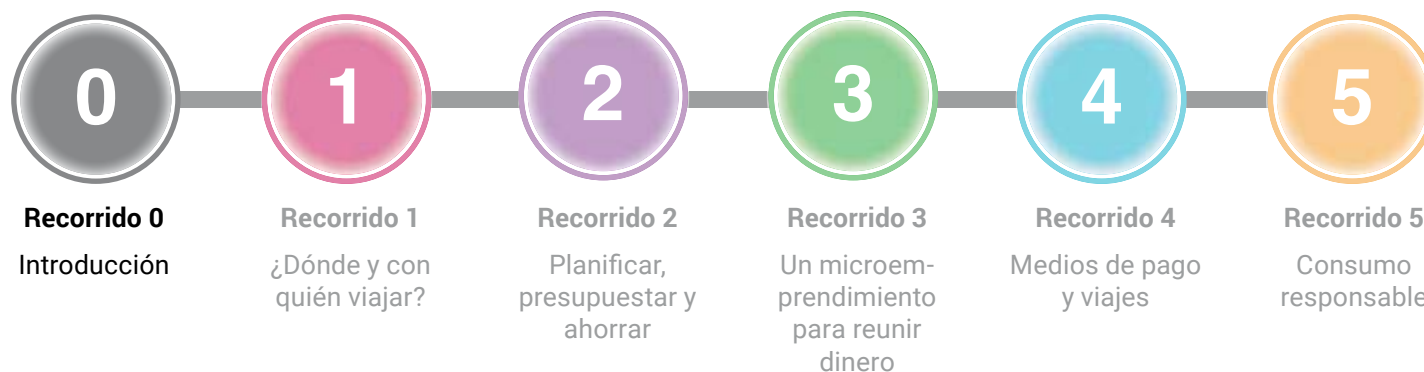 0
1
2
3
4
5
Recorrido 0
Introducción
Recorrido 1
¿Dónde y con
quién viajar?
Recorrido 2
Planificar,
presupuestar y
ahorrar
Recorrido 3
Un microem-
prendimiento
para reunir
dinero
Recorrido 4
Medios de pago
y viajes
Recorrido 5
Consumo
responsable